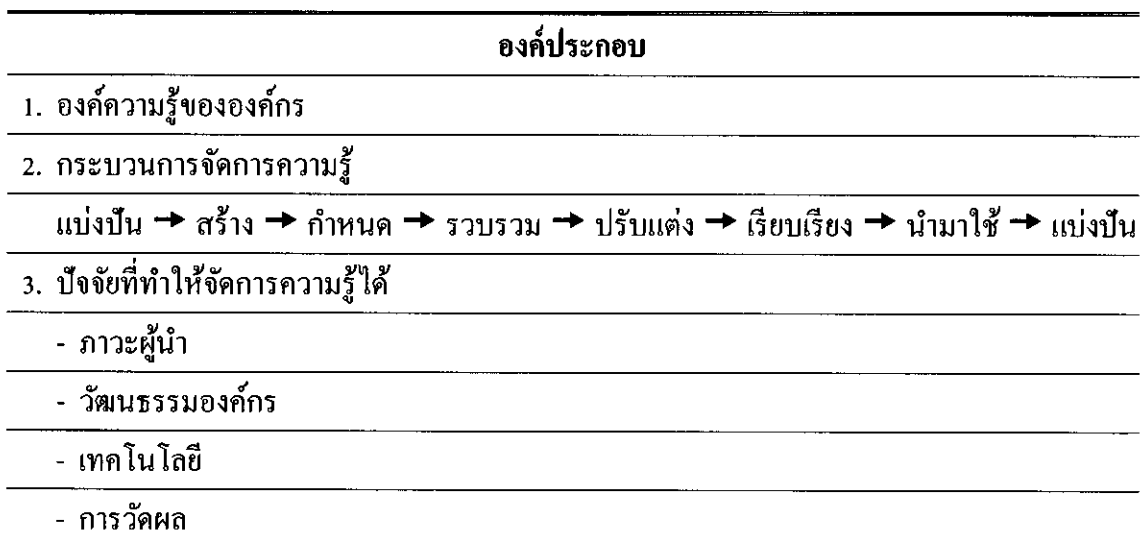 องค์ประกอบ
1. องค์ความรู้ขององค์กร
2. กระบวนการจัดการความรู้
แบ่งปัน → สร้าง → กำหนด → รวบรวม → ปรับแต่ง → เรียบเรียง → นำมาใช้ → แบ่งปัน
3. ปัจจัยที่ทำให้จัดการความรู้ได้
- ภาวะผู้นำ
- วัฒนธรรมองค์กร
- เทคโนโลยี
- การวัดผล